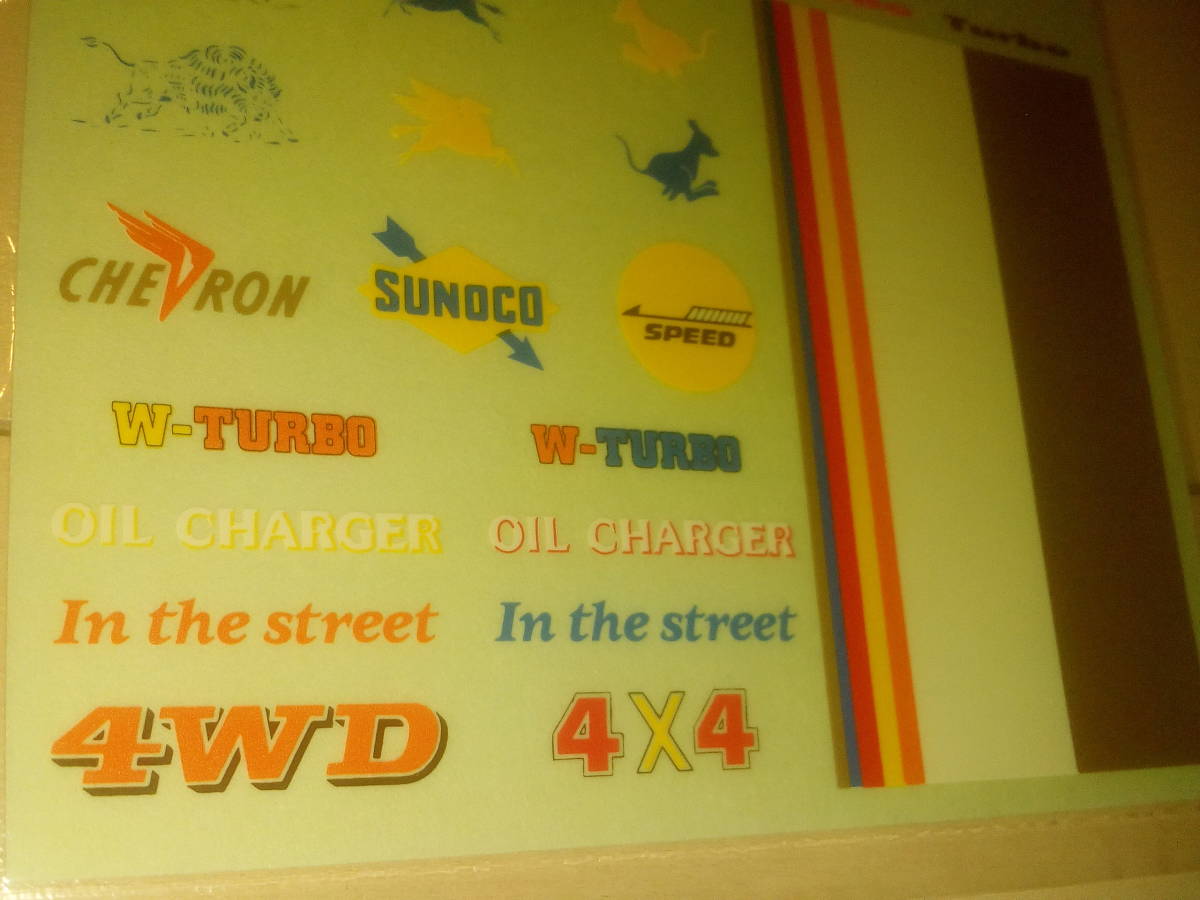 Turbo
CHEVRON
SUNOCO
SPEED
W-TURBO
W-TURBO
OIL CHARGER
OIL CHARGER
In the street
In the street
4WD
4X4